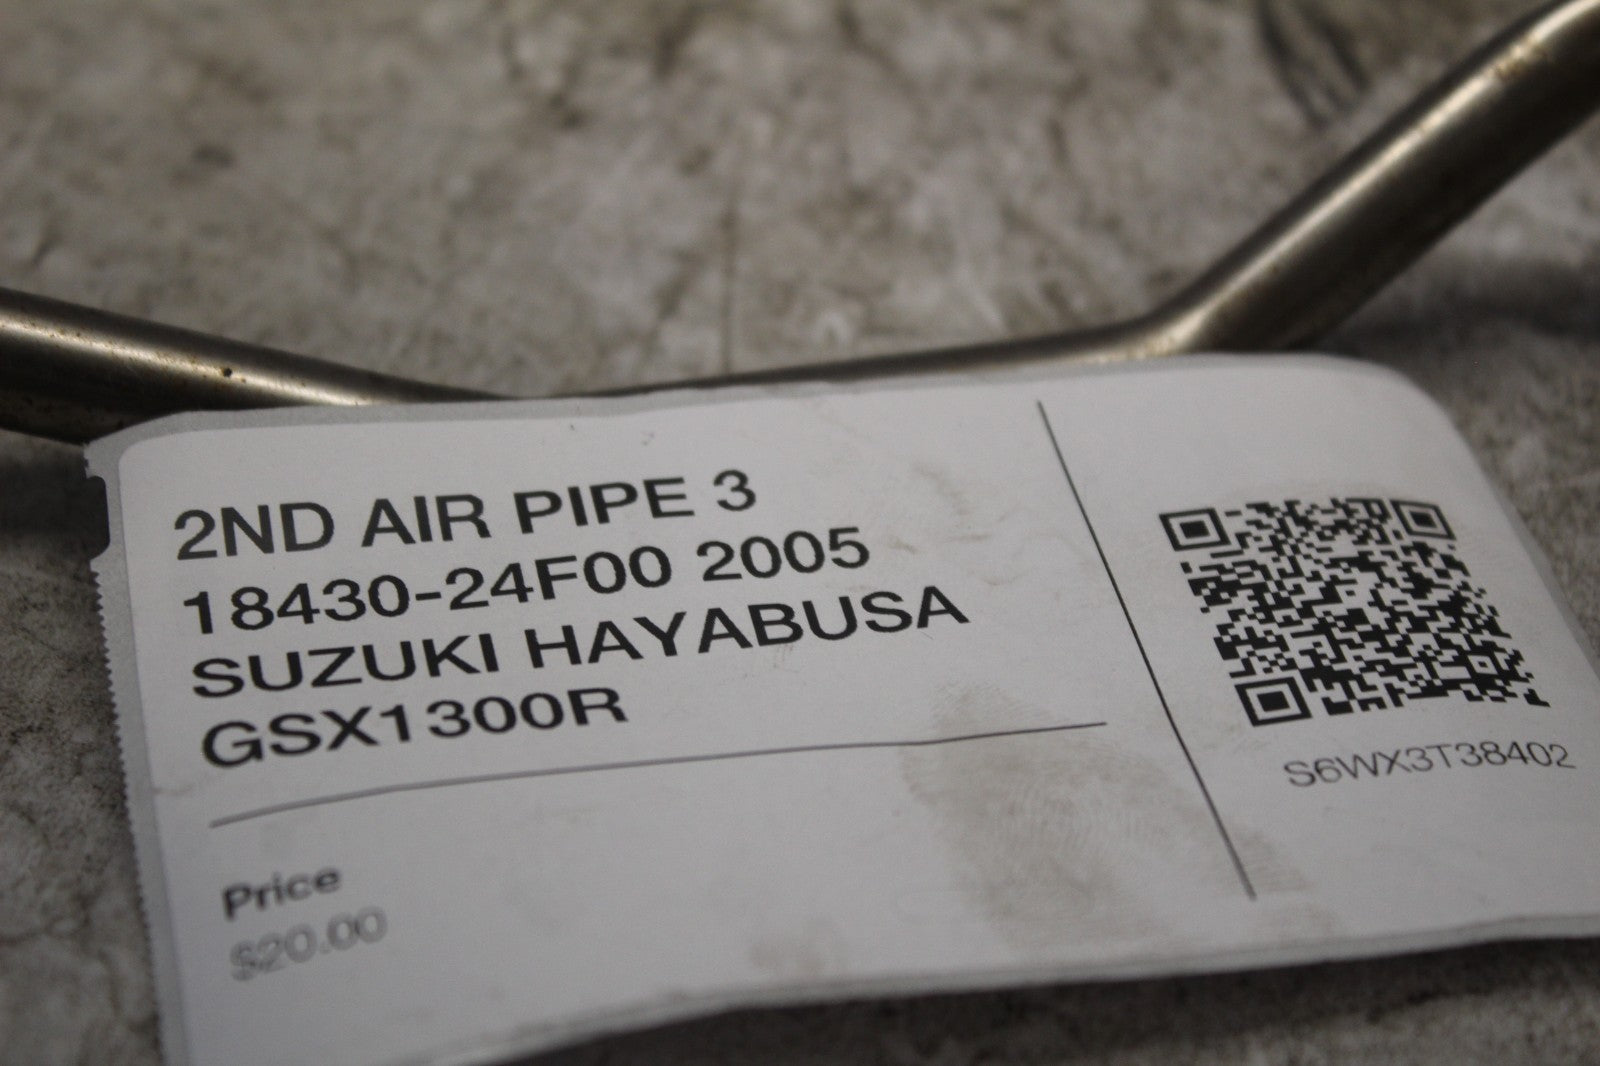 2ND AIR PIPE 3
18430-24F00 2005
SUZUKI HAYABUSA
GSX1300R
Price
$20.00
S6WX3T38402